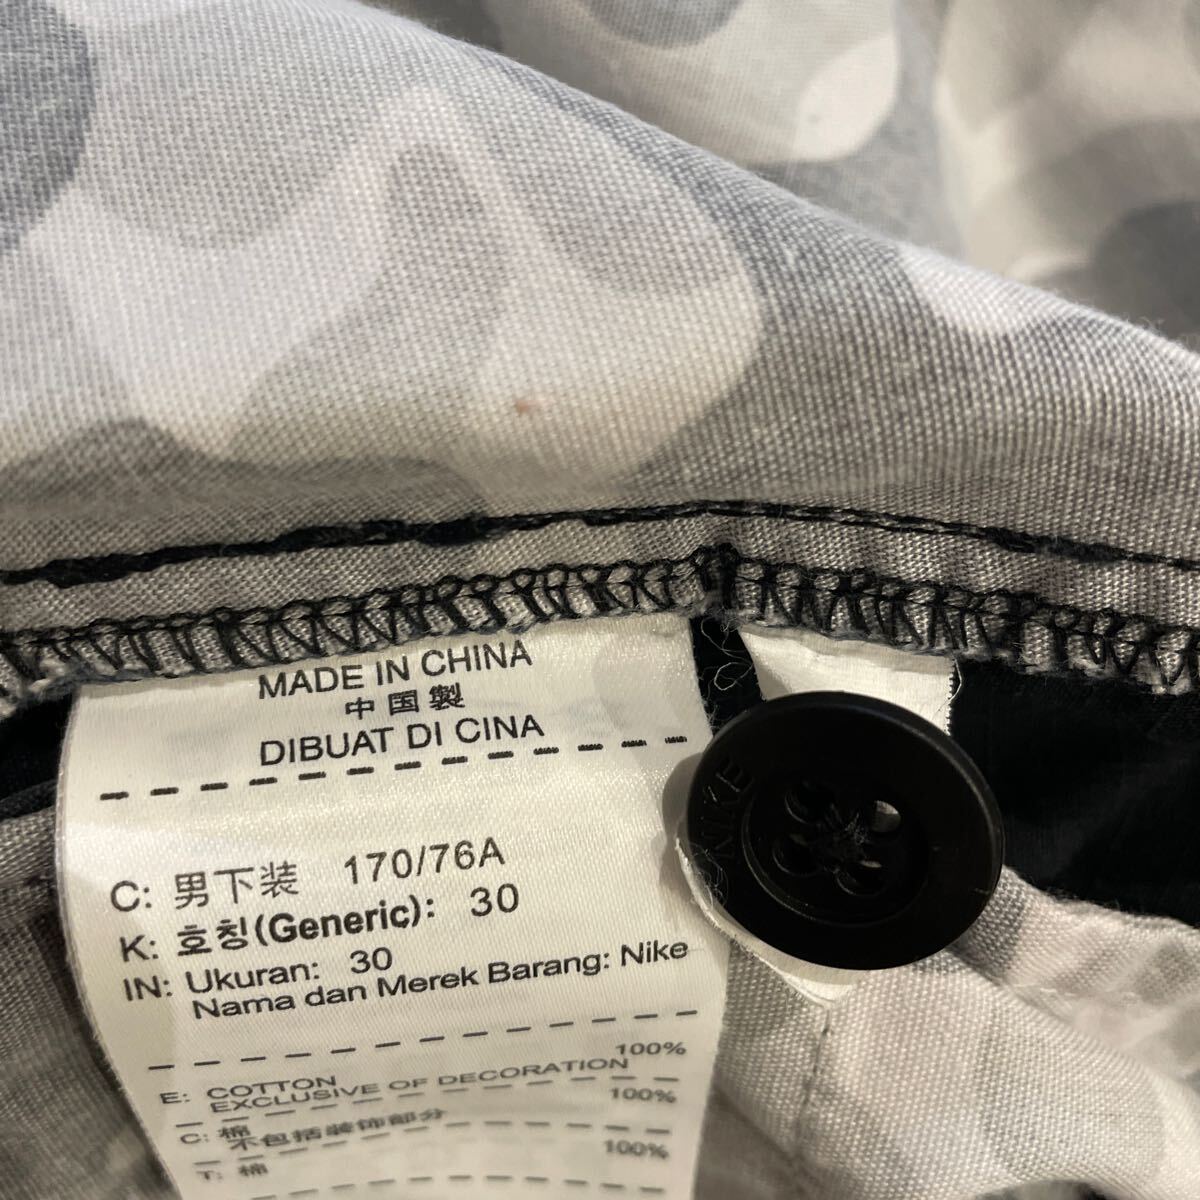 MADE IN CHINA
中国製
DIBUAT DI CINA
C: 男下装 170/76A
K: 호칭(Generic): 30
IN: Ukuran: 30
Nama dan Merek Barang: Nike
100%
E: COTTON
EXCLUSIVE OF DECORATION
100%
C: 棉
不包括装饰部分
100%
T: 棉
NIKE